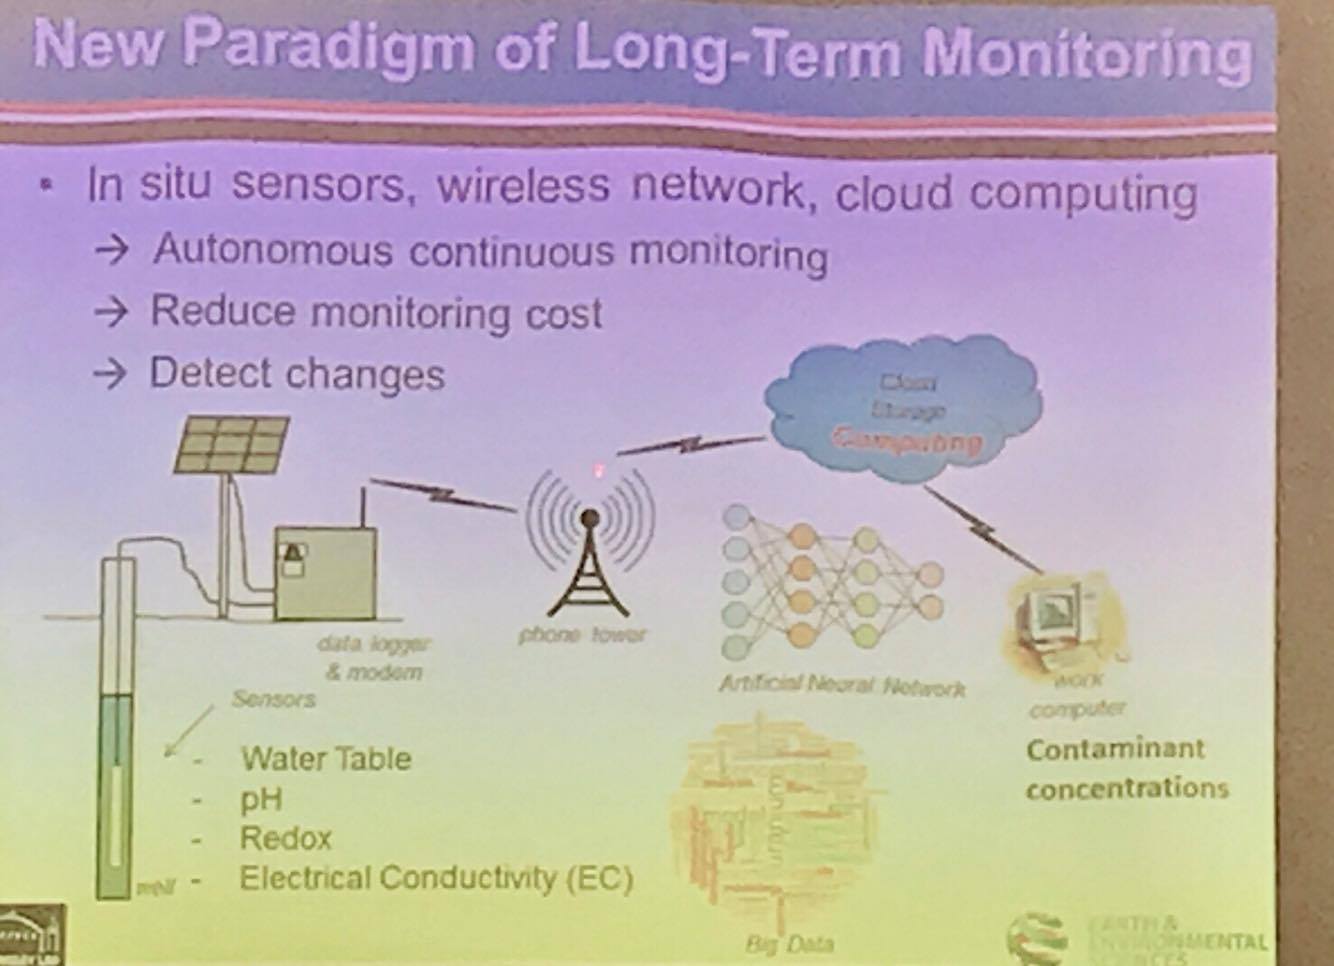 New Paradigm of Long-Term Monitoring
▪ In situ sensors, wireless network, cloud computing
→ Autonomous continuous monitoring
→ Reduce monitoring cost
→ Detect changes
Storage
Computing
data logger
& modem
phone tower
Artificial Neural Network
work
computer
Contaminant
concentrations
Sensors
- Water Table
- pH
- Redox
- Electrical Conductivity (EC)
well
model
Big Data
EARTH &
ENVIRONMENTAL
SCIENCES